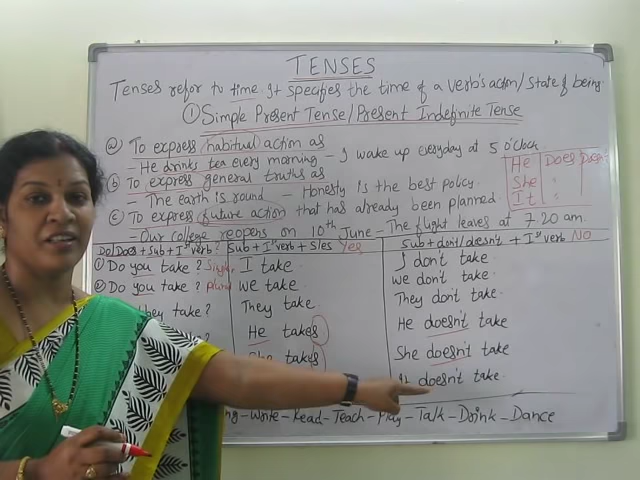 TENSES
Tenses refer to time. It specifies the time of a verb's action/State of being
① Simple Present Tense/Present Indefinite Tense
ⓐ To express habitual action as
- He drinks tea every morning - I wake up everyday at 5 o'clock
ⓑ To express general truths as
- The earth is round - Honesty is the best policy.
ⓒ To express future action that has already been planned
- Our college reopens on 10th June - The flight leaves at 7 20 am.
He Does Doesn't
She "
It "
Do/Does + Sub + Ist verb? Sub + Ist verb + S/es Yes Sub + don't/doesn't + Ist verb NO
① Do you take? I take I don't take
② Do you take? we take we don't take
they take? They take They don't take
? He takes He doesn't take
She takes She doesn't take
It doesn't take
- Write - Read - Teach - Play - Talk - Drink - Dance